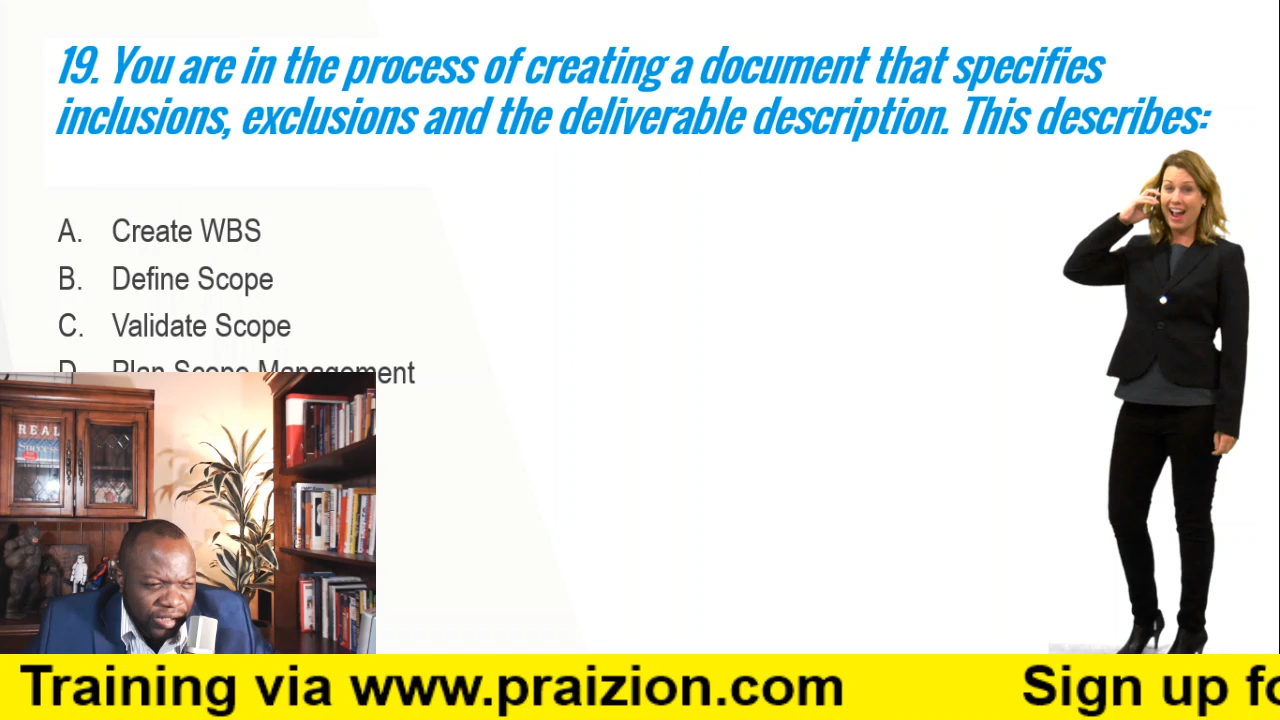 19. You are in the process of creating a document that specifies
inclusions, exclusions and the deliverable description. This describes:
A. Create WBS
B. Define Scope
C. Validate Scope
D. Plan Scope Management
REAL
Success
Training via www.praizion.com Sign up fo